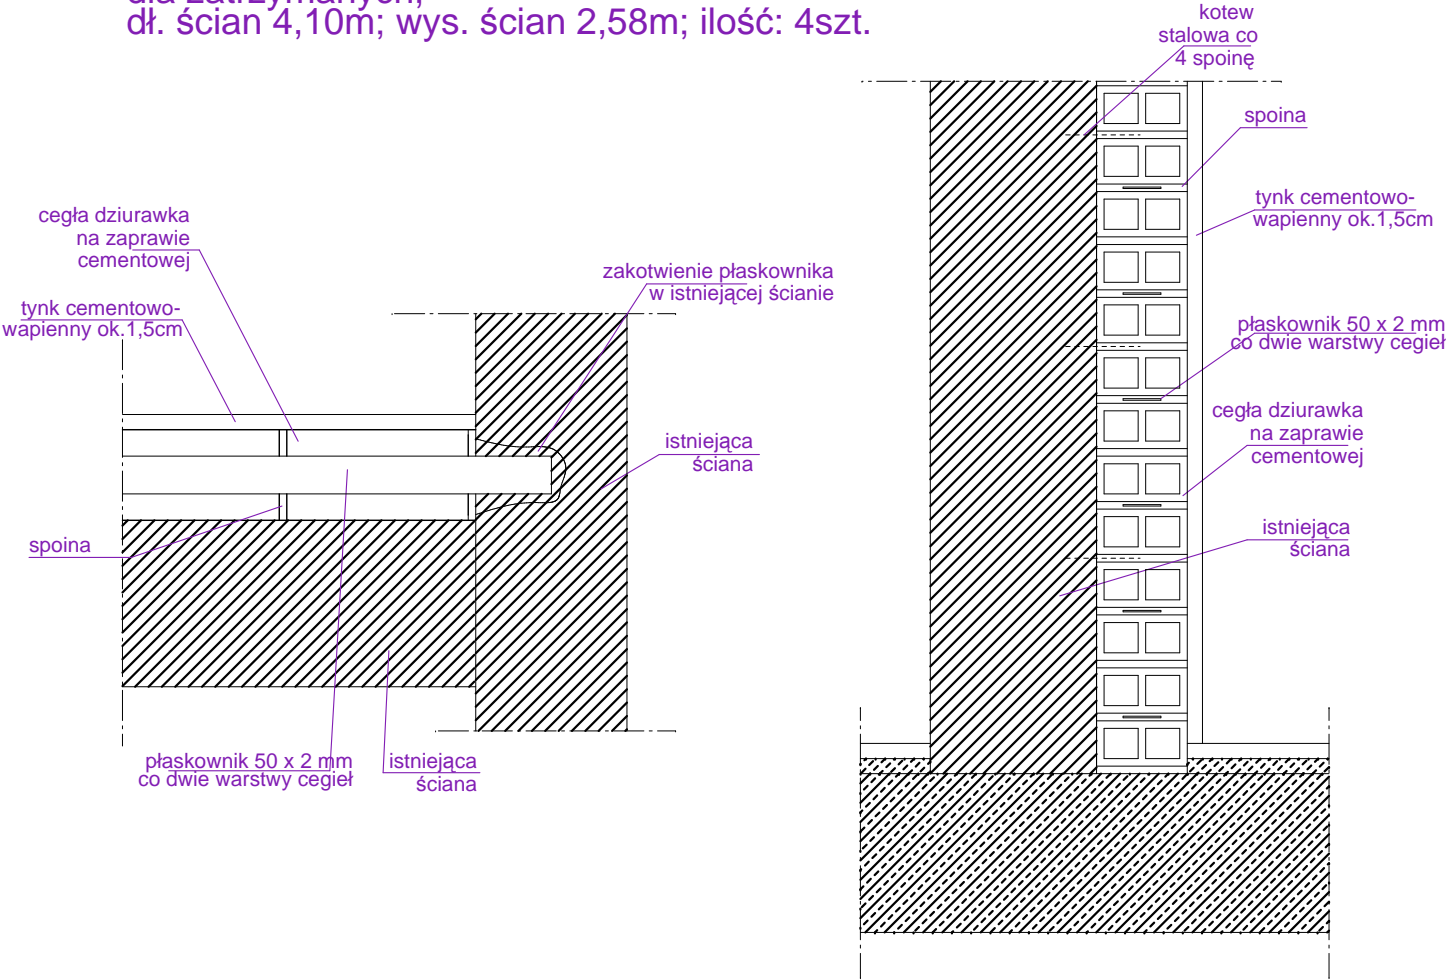 dla zatrzymanych,
dł. ścian 4,10m; wys. ścian 2,58m; ilość: 4szt.
kotew
stalowa co
4 spoinę
spoina
tynk cementowo-
wapienny ok.1,5cm
płaskownik 50 x 2 mm
co dwie warstwy cegieł
cegła dziurawka
na zaprawie
cementowej
istniejąca
ściana
cegła dziurawka
na zaprawie
cementowej
tynk cementowo-
wapienny ok.1,5cm
zakotwienie płaskownika
w istniejącej ścianie
istniejąca
ściana
spoina
płaskownik 50 x 2 mm
co dwie warstwy cegieł
istniejąca
ściana